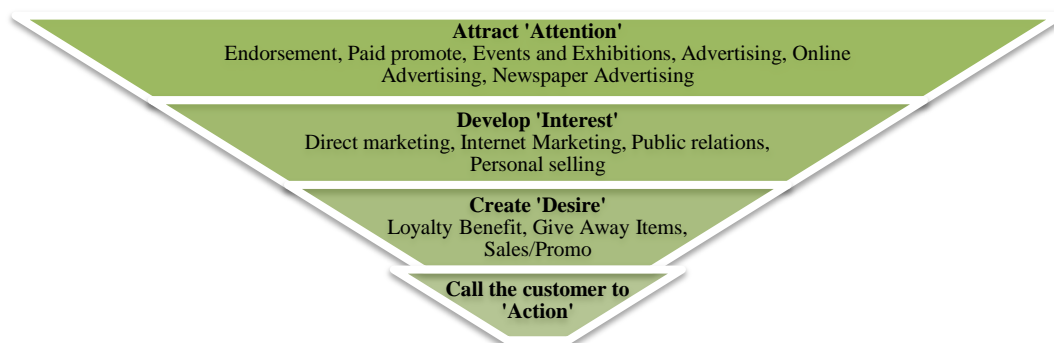 Attract 'Attention'
Endorsement, Paid promote, Events and Exhibitions, Advertising, Online
Advertising, Newspaper Advertising
Develop 'Interest'
Direct marketing, Internet Marketing, Public relations,
Personal selling
Create 'Desire'
Loyalty Benefit, Give Away Items,
Sales/Promo
Call the customer to
'Action'